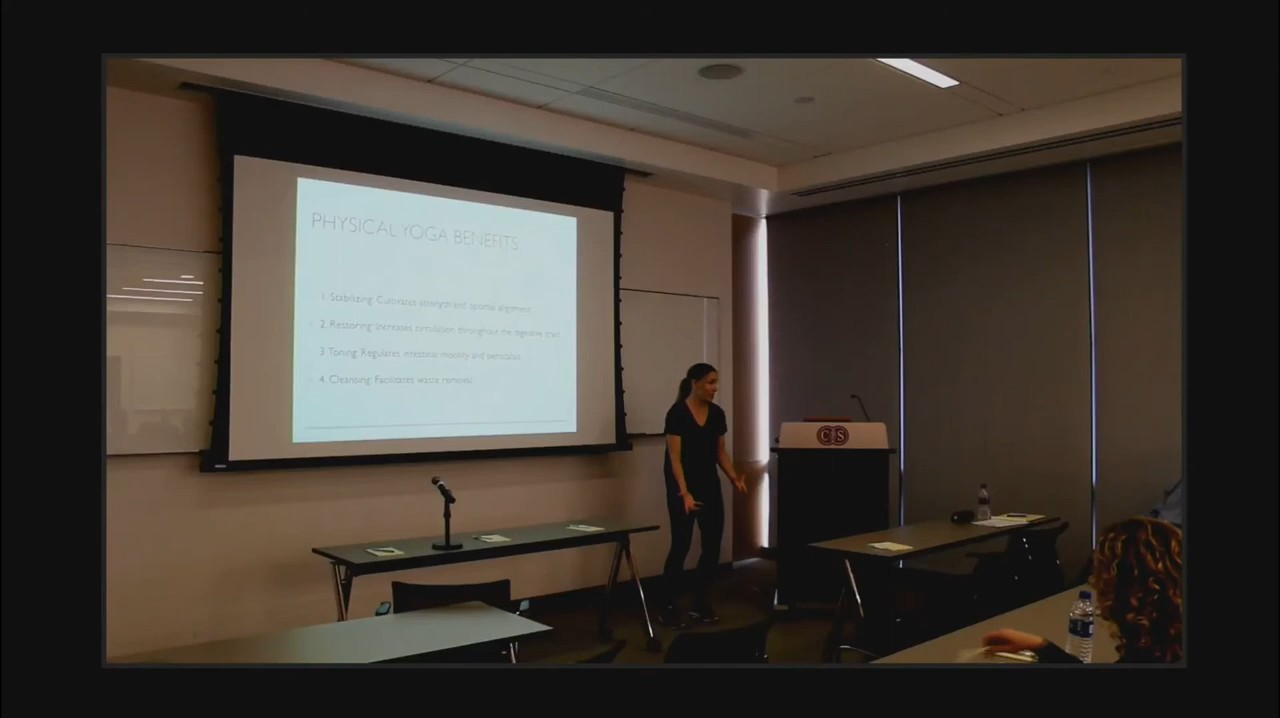 PHYSICAL YOGA BENEFITS
1. Stabilizing: Cultivates strength and optimal alignment
2. Restoring: Increases circulation throughout the digestive tract
3 Toning: Regulates intestinal motility and peristalsis
4. Cleansing: Facilitates waste removal
CS